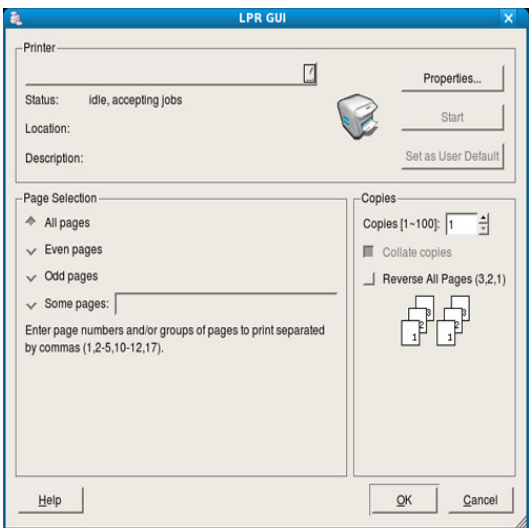 LPR GUI
Printer
Properties...
Status: idle, accepting jobs
Start
Location:
Description:
Set as User Default
Page Selection
All pages
Even pages
Odd pages
Some pages:
Enter page numbers and/or groups of pages to print separated
by commas (1,2-5,10-12,17).
Copies
Copies [1~100]: 1
Collate copies
Reverse All Pages (3,2,1)
3 3
2 2
1 1
Help
OK
Cancel